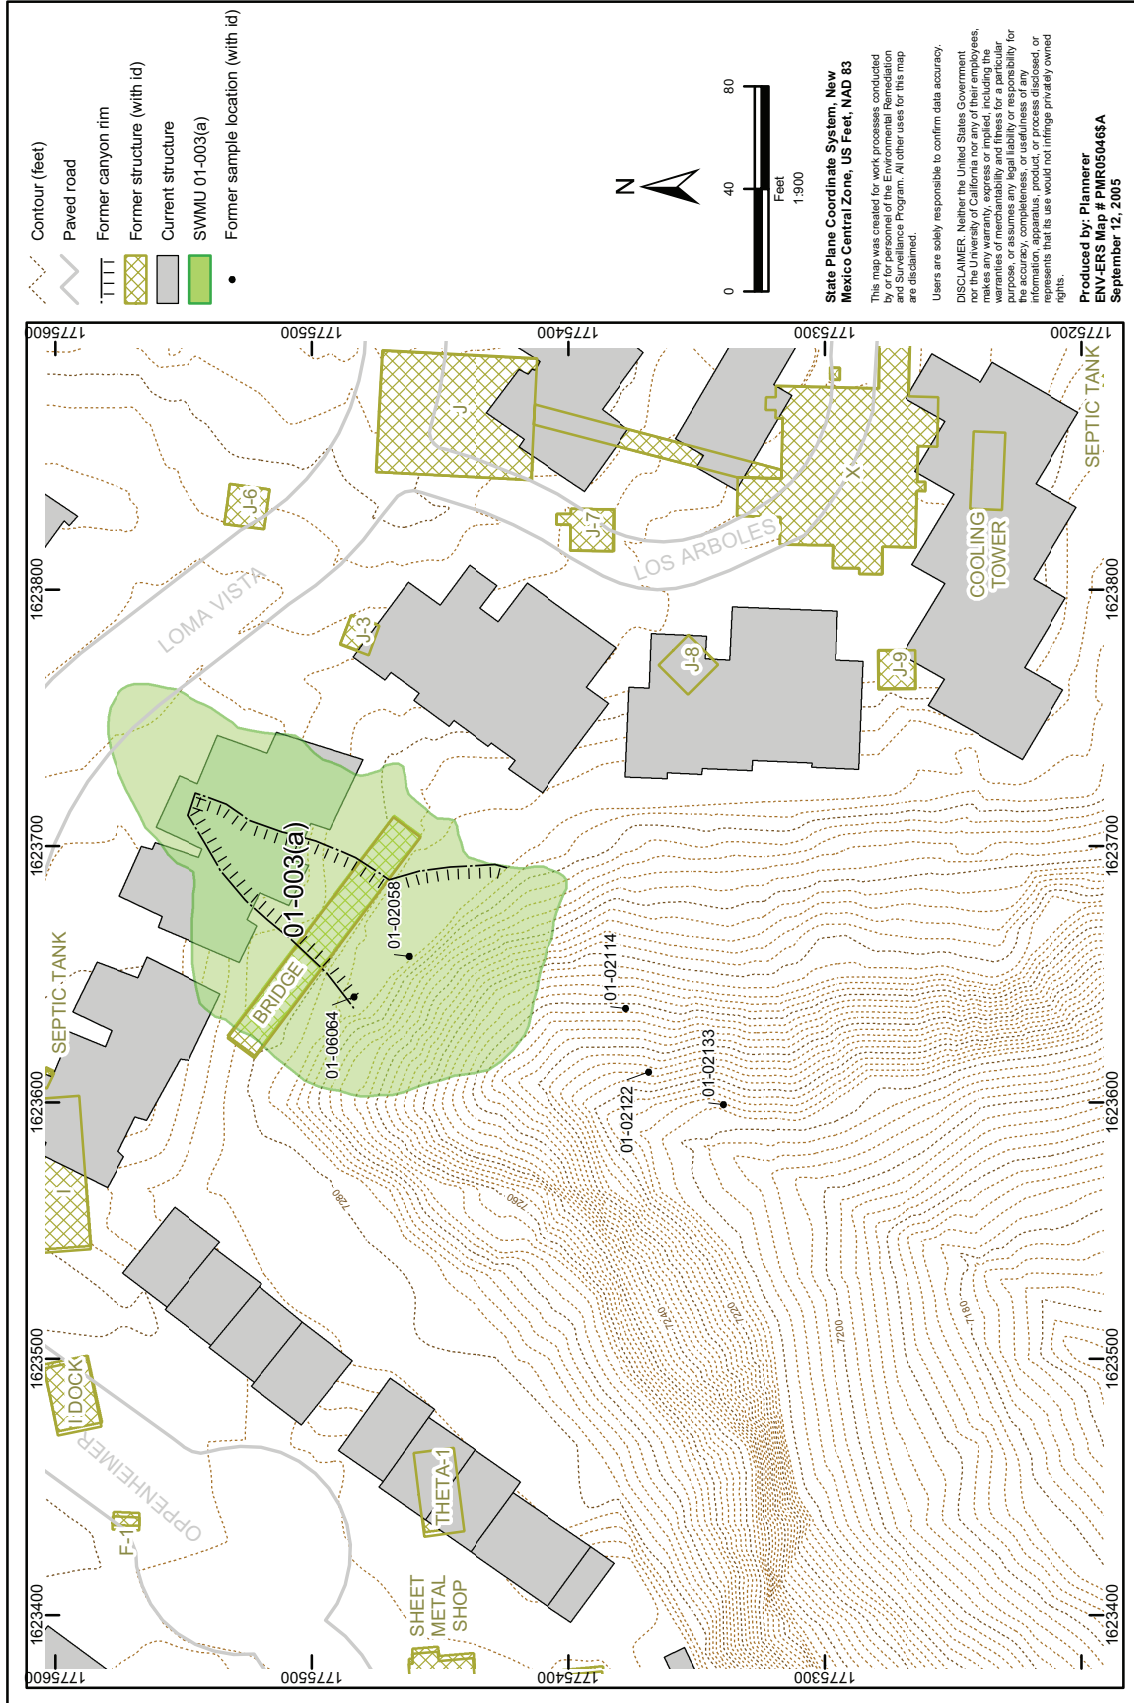 1623400
1623500
1623600
1623700
1623800
1775600
1775500
1775400
1775300
1775200
1775600
1775500
1775400
1775300
1775200
1623400
1623500
1623600
1623700
1623800
I DOCK
OPPENHEIMER
F-1
I
SEPTIC TANK
LOMA VISTA
J-6
J-3
J
01-003(a)
BRIDGE
01-06064
01-02058
THETA-1
SHEET
METAL
SHOP
7280
7260
7240
7220
7200
7180
01-02114
01-02122
01-02133
J-7
LOS ARBOLES
J-8
X
J-9
COOLING
TOWER
SEPTIC TANK
Contour (feet)
Paved road
Former canyon rim
Former structure (with id)
Current structure
SWMU 01-003(a)
Former sample location (with id)
N
0
40
80
Feet
1:900
State Plane Coordinate System, New
Mexico Central Zone, US Feet, NAD 83
This map was created for work processes conducted
by or for personnel of the Environmental Remediation
and Surveillance Program. All other uses for this map
are disclaimed.
Users are solely responsible to confirm data accuracy.
DISCLAIMER. Neither the United States Government
nor the University of California nor any of their employees,
makes any warranty, express or implied, including the
warranties of merchantability and fitness for a particular
purpose, or assumes any legal liability or responsibility for
the accuracy, completeness, or usefulness of any
information, apparatus, product, or process disclosed, or
represents that its use would not infringe privately owned
rights.
Produced by: Plannerer
ENV-ERS Map # PMR05046$A
September 12, 2005